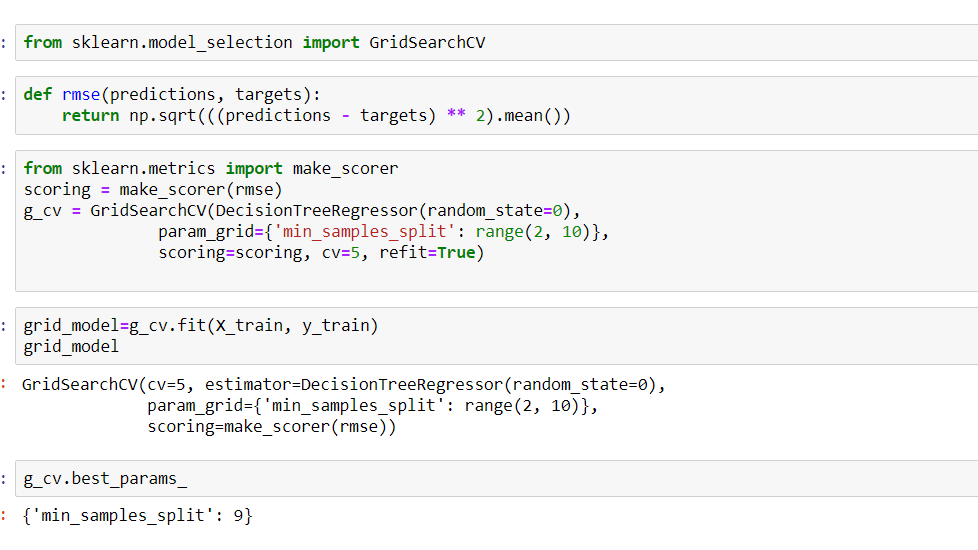 : from sklearn.model_selection import GridSearchCV
: def rmse(predictions, targets):
    return np.sqrt(((predictions - targets) ** 2).mean())
: from sklearn.metrics import make_scorer
scoring = make_scorer(rmse)
g_cv = GridSearchCV(DecisionTreeRegressor(random_state=0),
              param_grid={'min_samples_split': range(2, 10)},
              scoring=scoring, cv=5, refit=True)
: grid_model=g_cv.fit(X_train, y_train)
grid_model
: GridSearchCV(cv=5, estimator=DecisionTreeRegressor(random_state=0),
             param_grid={'min_samples_split': range(2, 10)},
             scoring=make_scorer(rmse))
: g_cv.best_params_
: {'min_samples_split': 9}